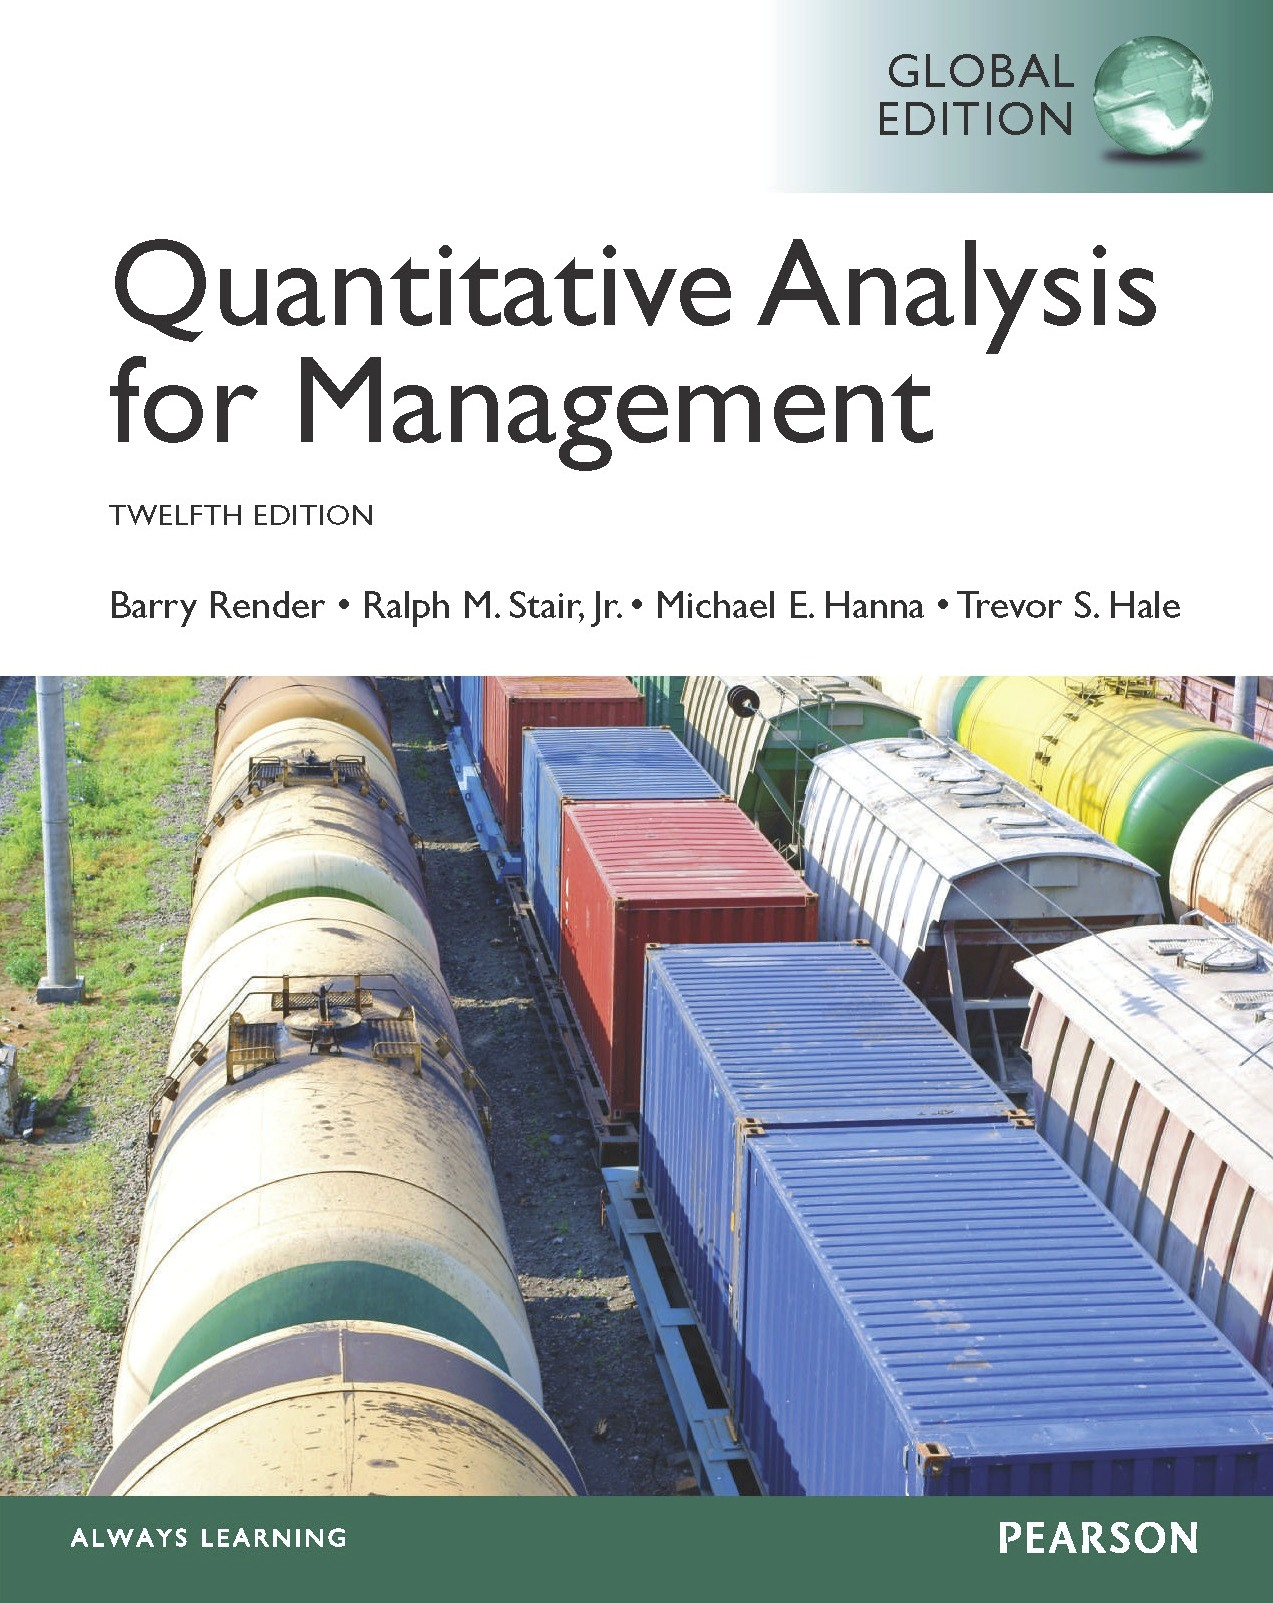 GLOBAL
EDITION
Quantitative Analysis
for Management
TWELFTH EDITION
Barry Render • Ralph M. Stair, Jr. • Michael E. Hanna • Trevor S. Hale
ALWAYS LEARNING
PEARSON